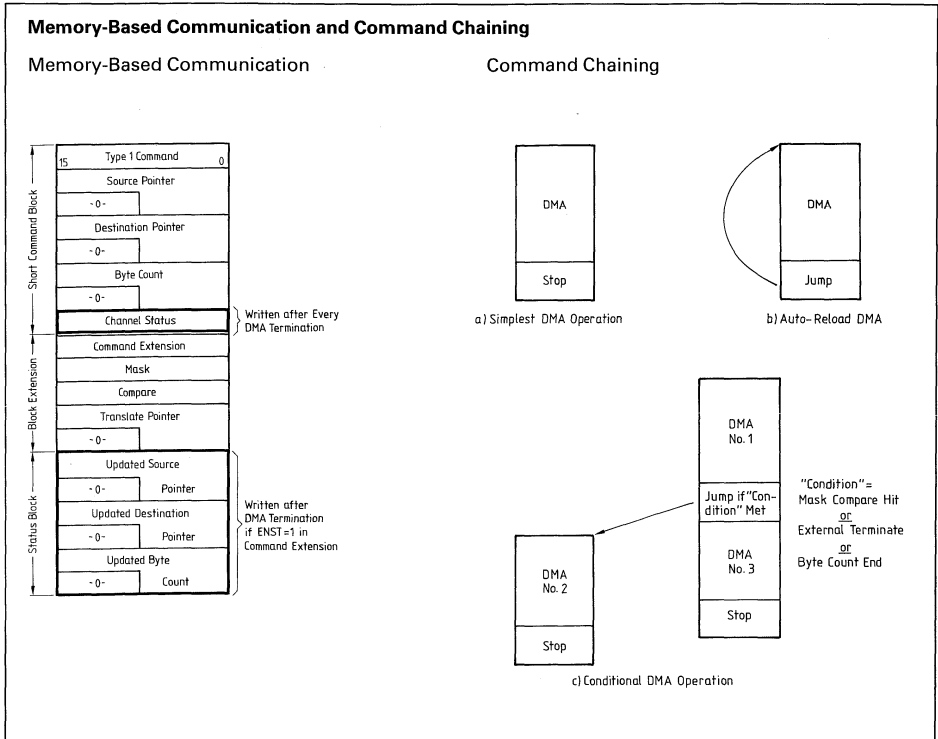 Memory-Based Communication and Command Chaining
Memory-Based Communication
Command Chaining
15 Type 1 Command 0
Source Pointer
-0-
Destination Pointer
-0-
Byte Count
-0-
Channel Status
Command Extension
Mask
Compare
Translate Pointer
-0-
Updated Source
-0- Pointer
Updated Destination
-0- Pointer
Updated Byte
-0- Count
Short Command Block
Block Extension
Status Block
Written after Every
DMA Termination
Written after
DMA Termination
if ENST=1 in
Command Extension
DMA
Stop
a) Simplest DMA Operation
DMA
Jump
b) Auto-Reload DMA
DMA
No. 1
Jump if "Con-
dition" Met
DMA
No. 3
Stop
DMA
No. 2
Stop
"Condition"=
Mask Compare Hit
or
External Terminate
or
Byte Count End
c) Conditional DMA Operation